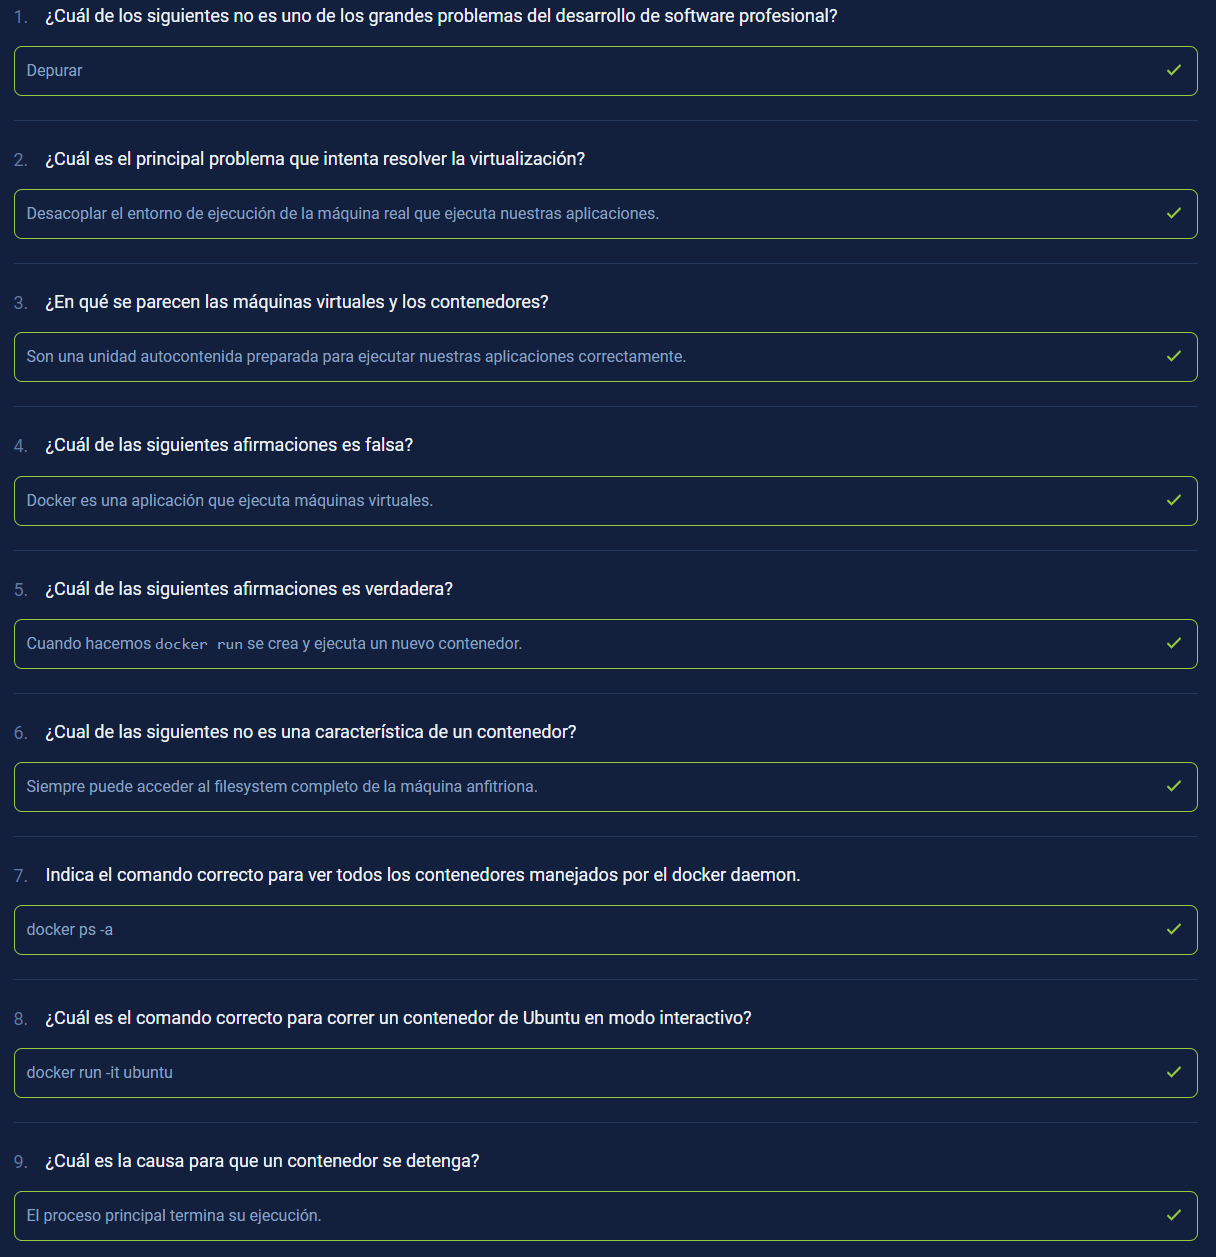 1. ¿Cuál de los siguientes no es uno de los grandes problemas del desarrollo de software profesional?
Depurar
2. ¿Cuál es el principal problema que intenta resolver la virtualización?
Desacoplar el entorno de ejecución de la máquina real que ejecuta nuestras aplicaciones.
3. ¿En qué se parecen las máquinas virtuales y los contenedores?
Son una unidad autocontenida preparada para ejecutar nuestras aplicaciones correctamente.
4. ¿Cuál de las siguientes afirmaciones es falsa?
Docker es una aplicación que ejecuta máquinas virtuales.
5. ¿Cuál de las siguientes afirmaciones es verdadera?
Cuando hacemos docker run se crea y ejecuta un nuevo contenedor.
6. ¿Cual de las siguientes no es una característica de un contenedor?
Siempre puede acceder al filesystem completo de la máquina anfitriona.
7. Indica el comando correcto para ver todos los contenedores manejados por el docker daemon.
docker ps -a
8. ¿Cuál es el comando correcto para correr un contenedor de Ubuntu en modo interactivo?
docker run -it ubuntu
9. ¿Cuál es la causa para que un contenedor se detenga?
El proceso principal termina su ejecución.